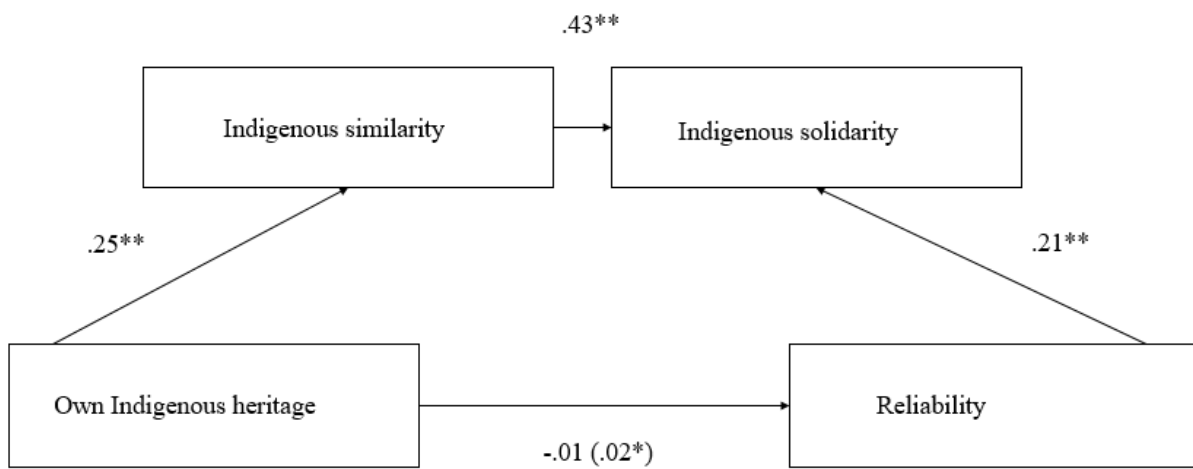 .43**
Indigenous similarity
Indigenous solidarity
.25**
.21**
Own Indigenous heritage
Reliability
-.01 (.02*)